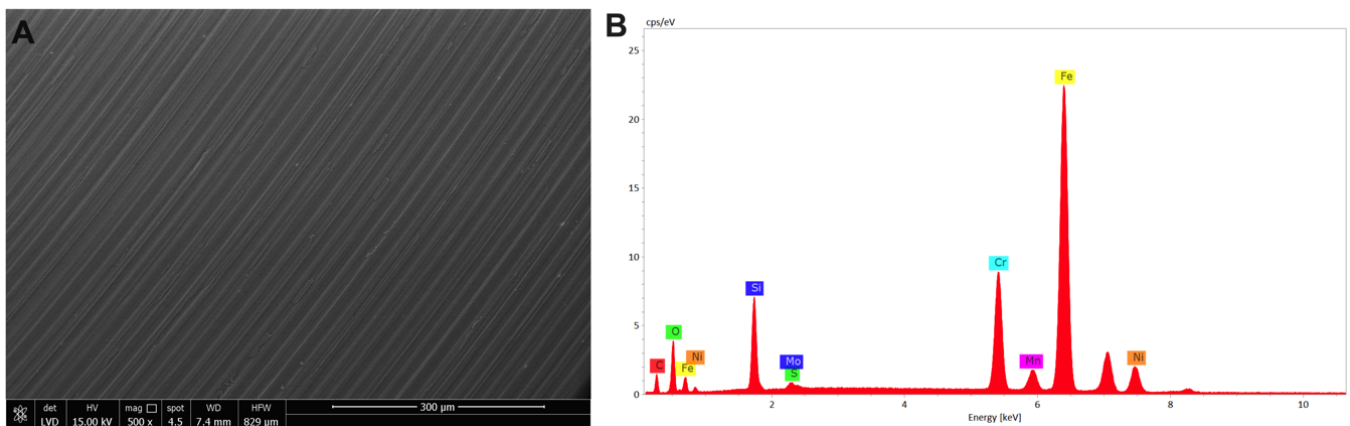 A
det HV mag spot WD HFW
LVD 15.00 kV 500 x 4.5 7.4 mm 829 µm
300 µm
B
cps/eV
25
20
15
10
5
0
C
O
Fe
Ni
Si
Mo
S
Cr
Mn
Fe
Ni
2 4 6 8 10
Energy [keV]